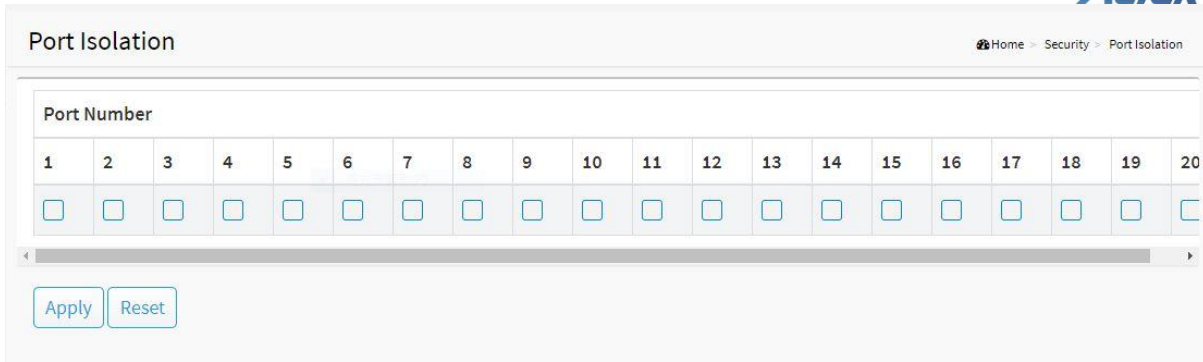 Port Isolation
Home > Security > Port Isolation
Port Number
1 2 3 4 5 6 7 8 9 10 11 12 13 14 15 16 17 18 19 20
Apply Reset